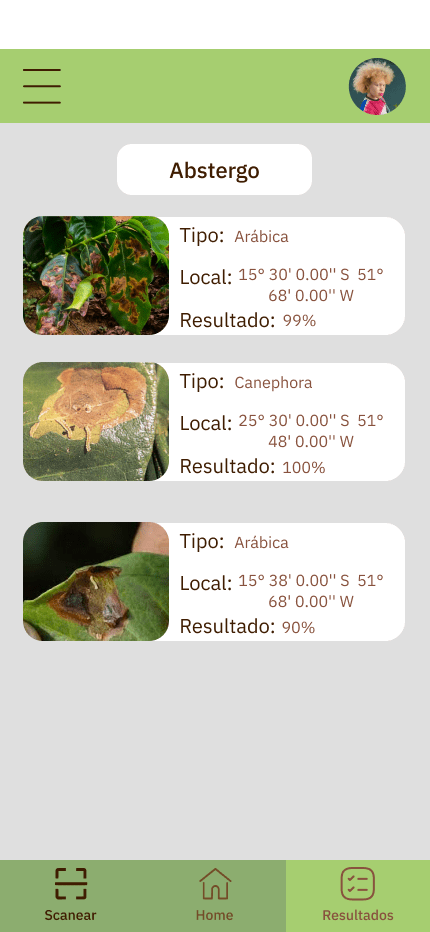 Abstergo
Tipo: Arábica
Local: 15° 30' 0.00'' S 51°
68' 0.00'' W
Resultado: 99%
Tipo: Canephora
Local: 25° 30' 0.00'' S 51°
48' 0.00'' W
Resultado: 100%
Tipo: Arábica
Local: 15° 38' 0.00'' S 51°
68' 0.00'' W
Resultado: 90%
Scanear Home Resultados